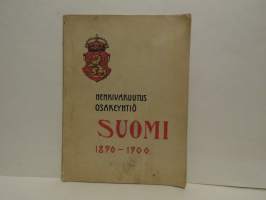 HENKIVAKUUTUS
OSAKEYHTIÖ
SUOMI
1890-1900